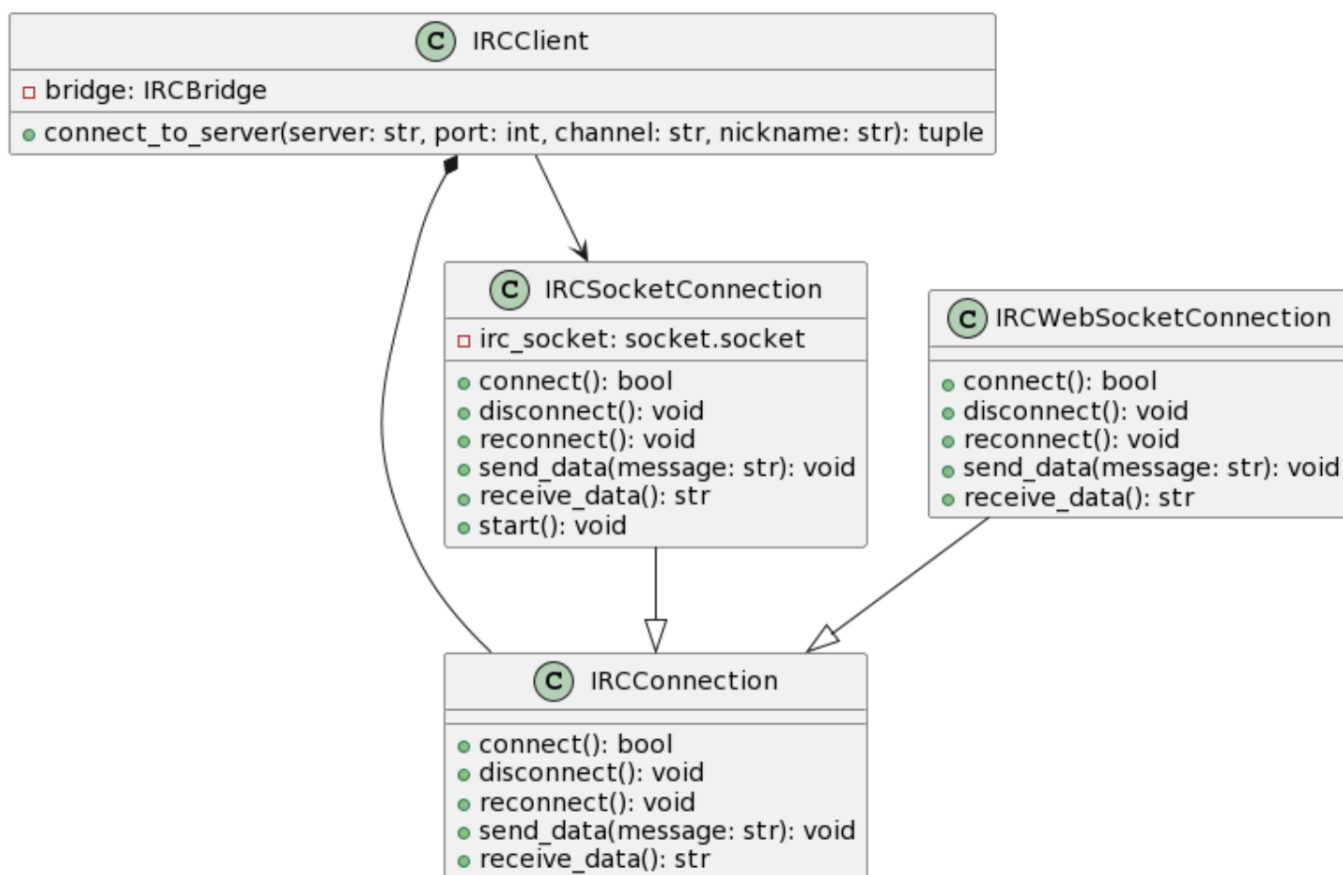 C IRCClient
bridge: IRCBridge
connect_to_server(server: str, port: int, channel: str, nickname: str): tuple
C IRCSocketConnection
irc_socket: socket.socket
connect(): bool
disconnect(): void
reconnect(): void
send_data(message: str): void
receive_data(): str
start(): void
C IRCWebSocketConnection
connect(): bool
disconnect(): void
reconnect(): void
send_data(message: str): void
receive_data(): str
C IRCConnection
connect(): bool
disconnect(): void
reconnect(): void
send_data(message: str): void
receive_data(): str